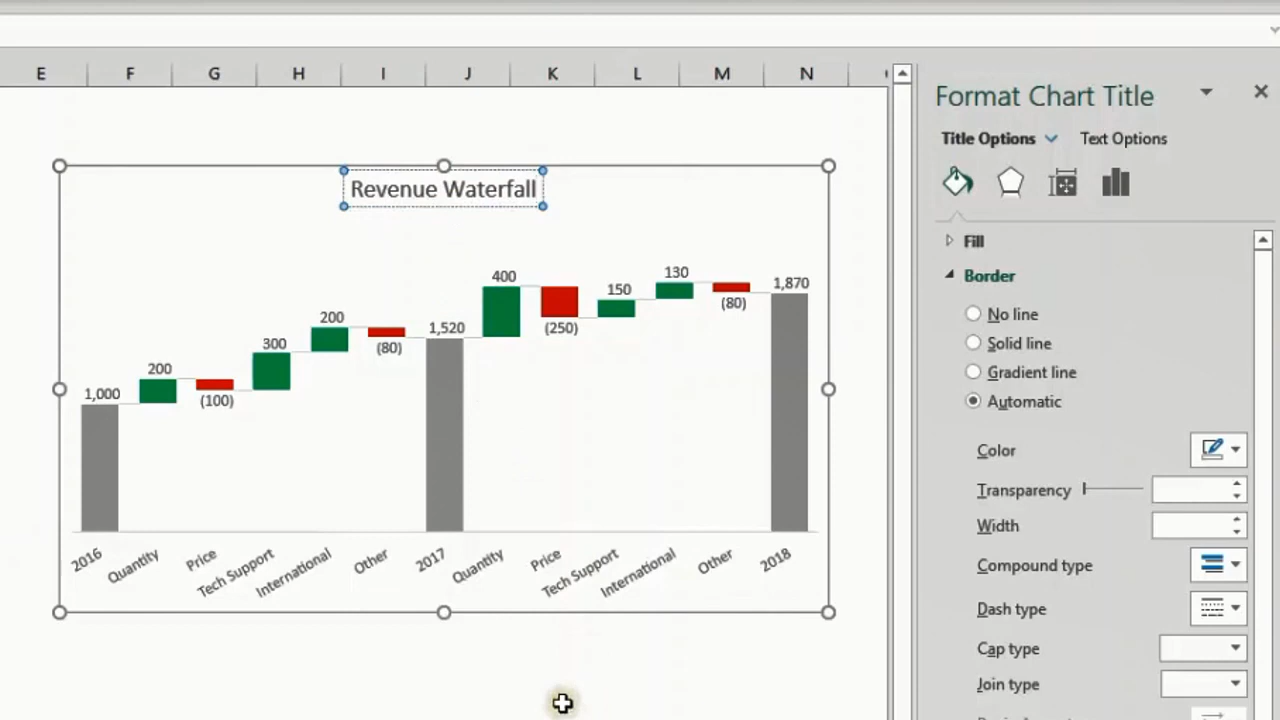 E F G H I J K L M N
Format Chart Title
Title Options Text Options
Revenue Waterfall
Fill
Border
No line
Solid line
Gradient line
Automatic
Color
Transparency
Width
Compound type
Dash type
Cap type
Join type
1,000 200 (100) 300 200 (80) 1,520 400 (250) 150 130 (80) 1,870
2016 Quantity Price Tech Support International Other 2017 Quantity Price Tech Support International Other 2018